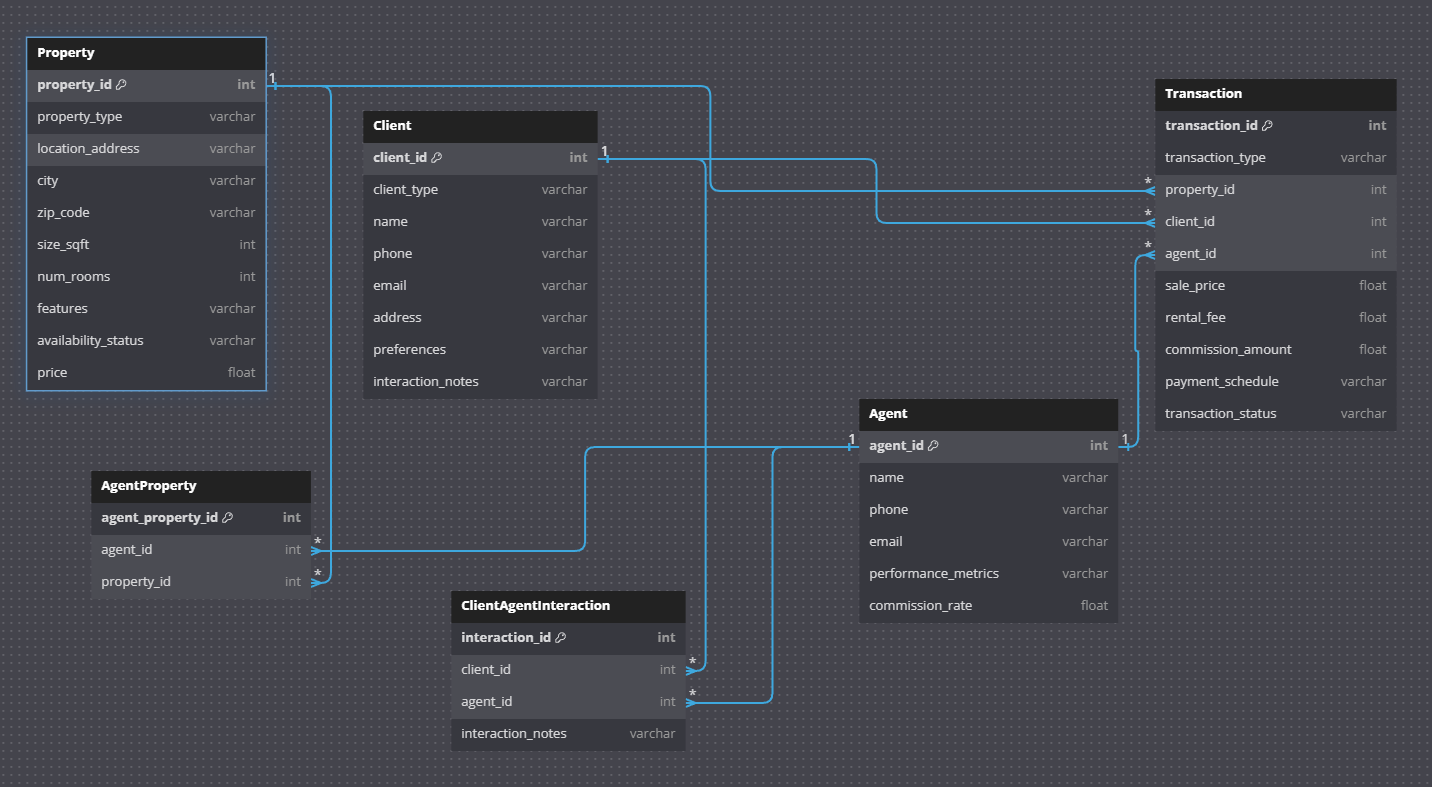 Property
property_id int
property_type varchar
location_address varchar
city varchar
zip_code varchar
size_sqft int
num_rooms int
features varchar
availability_status varchar
price float
1
Client
client_id int
client_type varchar
name varchar
phone varchar
email varchar
address varchar
preferences varchar
interaction_notes varchar
1
Transaction
transaction_id int
transaction_type varchar
* property_id int
* client_id int
* agent_id int
sale_price float
rental_fee float
commission_amount float
payment_schedule varchar
transaction_status varchar
Agent
1 agent_id int 1
name varchar
phone varchar
email varchar
performance_metrics varchar
commission_rate float
AgentProperty
agent_property_id int
agent_id int *
property_id int *
ClientAgentInteraction
interaction_id int
client_id int *
agent_id int *
interaction_notes varchar